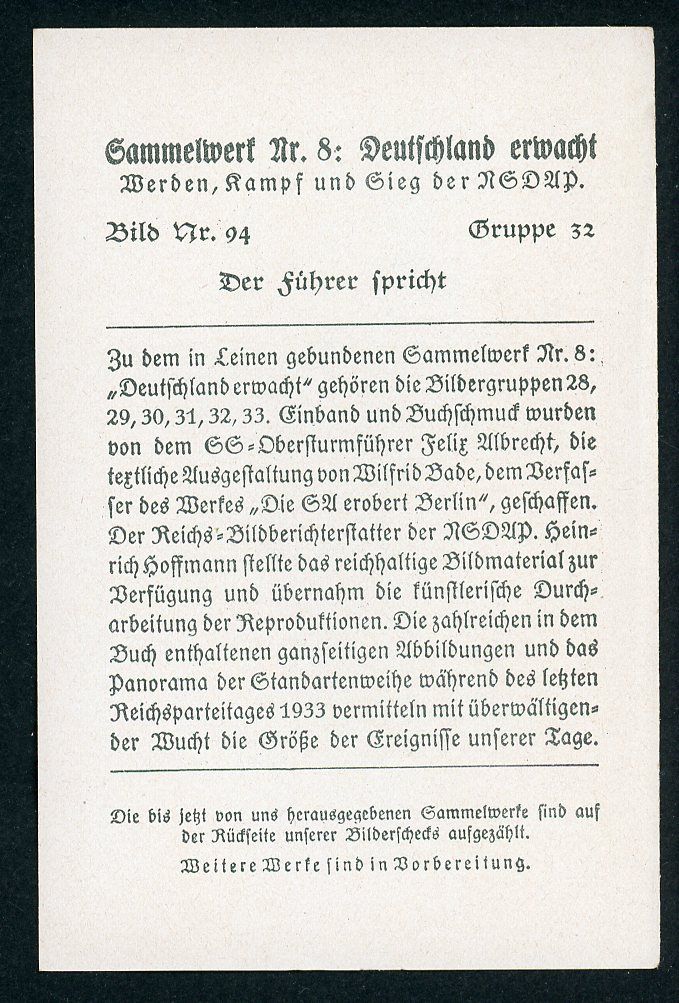 Sammelwerk Nr. 8: Deutschland erwacht
Werden, Kampf und Sieg der NSDAP.
Bild Nr. 94 Gruppe 32
Der Führer spricht
Zu dem in Leinen gebundenen Sammelwerk Nr. 8:
„Deutschland erwacht“ gehören die Bildergruppen 28,
29, 30, 31, 32, 33. Einband und Buchschmuck wurden
von dem SS-Obersturmführer Felix Albrecht, die
textliche Ausgestaltung von Wilfrid Bade, dem Verfas-
ser des Werkes „Die SA erobert Berlin“, geschaffen.
Der Reichs-Bildberichterstatter der NSDAP. Hein-
rich Hoffmann stellte das reichhaltige Bildmaterial zur
Verfügung und übernahm die künstlerische Durch-
arbeitung der Reproduktionen. Die zahlreichen in dem
Buch enthaltenen ganzseitigen Abbildungen und das
Panorama der Standartenweihe während des letzten
Reichsparteitages 1933 vermitteln mit überwältigen-
der Wucht die Größe der Ereignisse unserer Tage.
Die bis jetzt von uns herausgegebenen Sammelwerke sind auf
der Rückseite unserer Bilderschecks aufgezählt.
Weitere Werke sind in Vorbereitung.